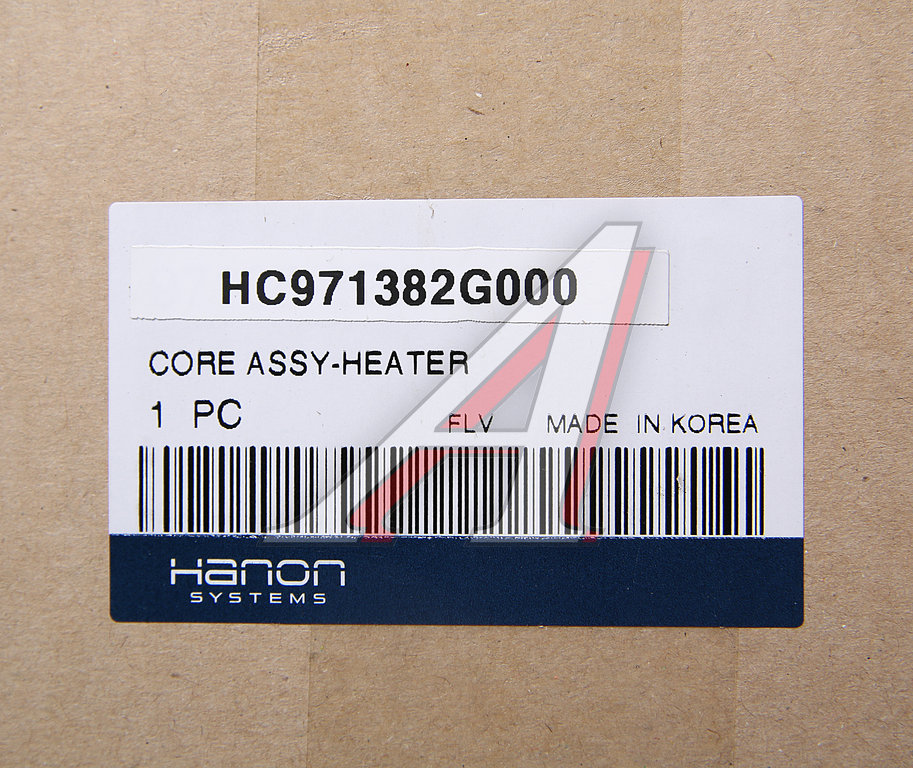 HC971382G000
CORE ASSY-HEATER
1 PC
FLV MADE IN KOREA
Hanon
SYSTEMS